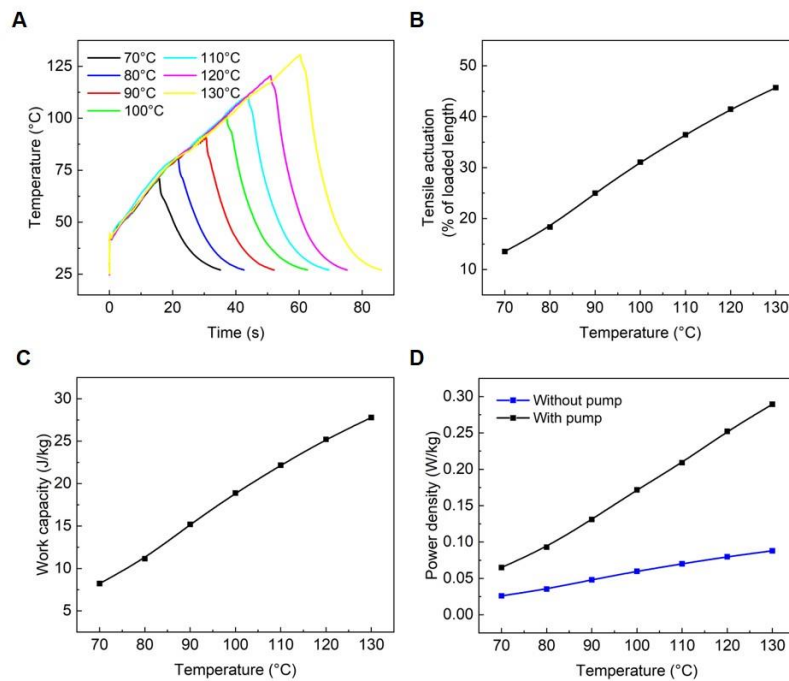 A
70°C 110°C
80°C 120°C
90°C 130°C
100°C
Temperature (°C)
125
100
75
50
25
0 20 40 60 80
Time (s)
B
Tensile actuation
(% of loaded length)
50
40
30
20
10
70 80 90 100 110 120 130
Temperature (°C)
C
Work capacity (J/kg)
30
25
20
15
10
5
70 80 90 100 110 120 130
Temperature (°C)
D
Without pump
With pump
Power density (W/kg)
0.30
0.25
0.20
0.15
0.10
0.05
0.00
70 80 90 100 110 120 130
Temperature (°C)